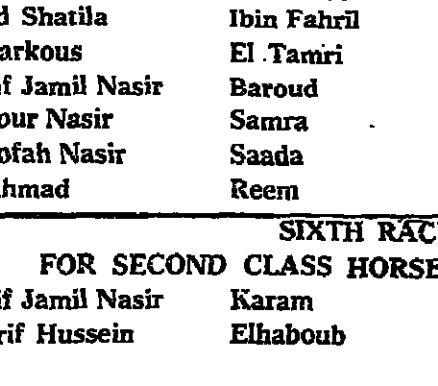 d Shatila Ibin Fahril
arkous El Tamri
f Jamil Nasir Baroud
our Nasir Samra
ofah Nasir Saada
hmad Reem
SIXTH RAC
FOR SECOND CLASS HORSE
if Jamil Nasir Karam
rif Hussein Elhaboub